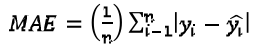 MAE = (1/n) ∑ⁿᵢ₋₁|yᵢ − ŷᵢ|